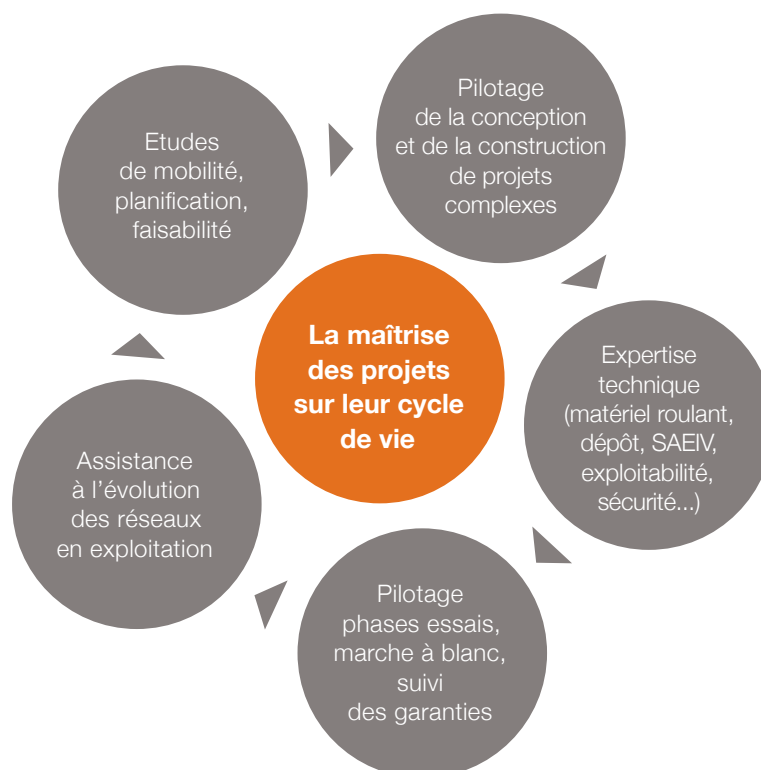 Etudes
de mobilité,
planification,
faisabilité
Pilotage
de la conception
et de la construction
de projets
complexes
La maîtrise
des projets
sur leur cycle
de vie
Expertise
technique
(matériel roulant,
dépôt, SAEIV,
exploitabilité,
sécurité...)
Pilotage
phases essais,
marche à blanc,
suivi
des garanties
Assistance
à l’évolution
des réseaux
en exploitation